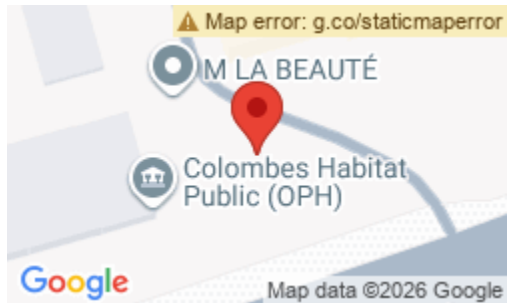 Map error: g.co/staticmaperror
M LA BEAUTÉ
Colombes Habitat
Public (OPH)
Google
Map data ©2026 Google